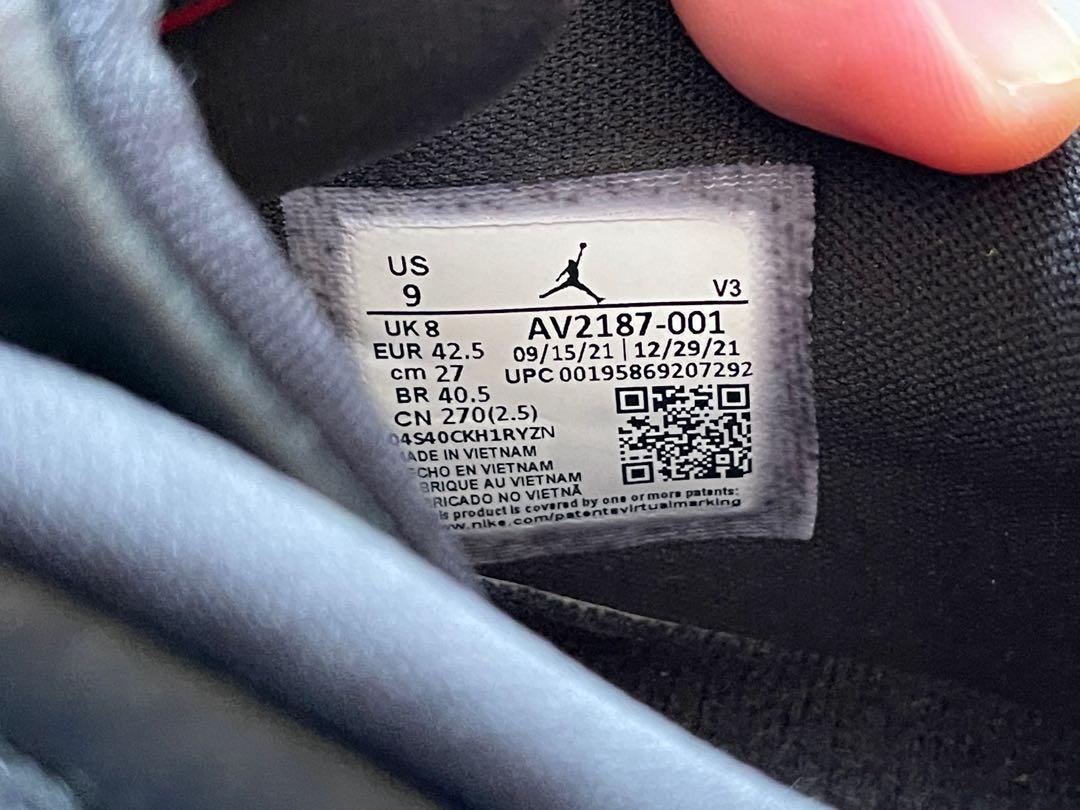 US
9
V3
UK 8
AV2187-001
EUR 42.5
09/15/21 | 12/29/21
cm 27
UPC 00195869207292
BR 40.5
CN 270(2.5)
04S40CKH1RYZN
ADE IN VIETNAM
CHO EN VIETNAM
BRIQUE AU VIETNAM
RICADO NO VIETNÃ
is product is covered by one or more patents:
w.nike.com/patentsvirtualmarking